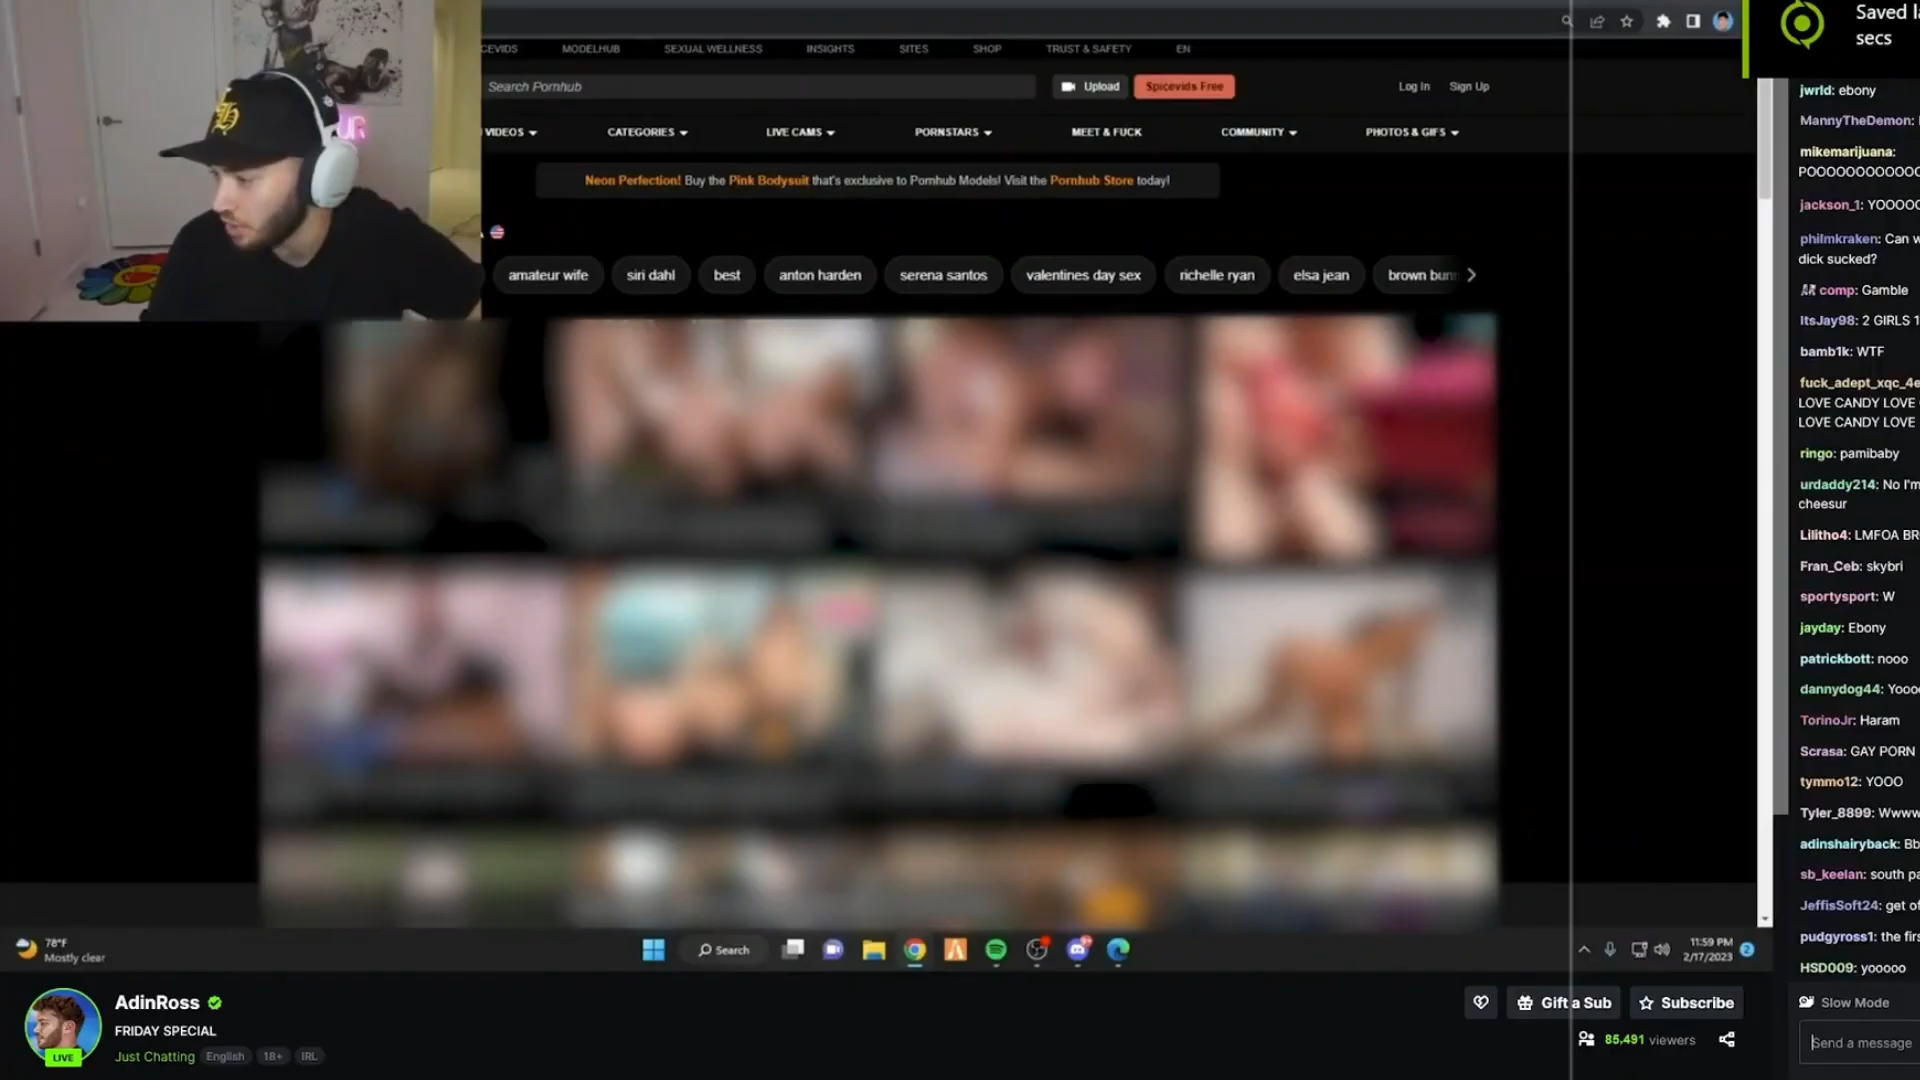 Saved
secs
CEVIDS MODELHUB SEXUAL WELLNESS INSIGHTS SITES SHOP TRUST & SAFETY EN
Search Pornhub
Upload
Spicevids Free
Log In Sign Up
VIDEOS CATEGORIES LIVE CAMS PORNSTARS MEET & FUCK COMMUNITY PHOTOS & GIFS
Neon Perfection! Buy the Pink Bodysuit that's exclusive to Pornhub Models! Visit the Pornhub Store today!
amateur wife siri dahl best anton harden serena santos valentines day sex richelle ryan elsa jean brown
UR
jwrld: ebony
MannyTheDemon:
mikemarijuana:
POOOOOOOOOOOO
jackson_1: YOOOO
philmkraken: Can
dick sucked?
comp: Gamble
ItsJay98: 2 GIRLS 1
bamb1k: WTF
fuck_adept_xqc_4e
LOVE CANDY LOVE
LOVE CANDY LOVE
ringo: pamibaby
urdaddy214: No I'm
cheesur
Lilitho4: LMFOA BR
Fran_Ceb: skybri
sportysport: W
jayday: Ebony
patrickbott: nooo
dannydog44: Yooo
TorinoJr: Haram
Scrasa: GAY PORN
tymmo12: YOOO
Tyler_8899: Wwww
adinshairyback: Bb
sb_keelan: south pa
JeffisSoft24: get of
pudgyross1: the firs
HSD009: yooooo
Slow Mode
Send a message
78°F
Mostly clear
Search
11:59 PM
2/17/2023
2
AdinRoss
FRIDAY SPECIAL
LIVE
Just Chatting English 18+ IRL
Gift a Sub
Subscribe
85,491 viewers